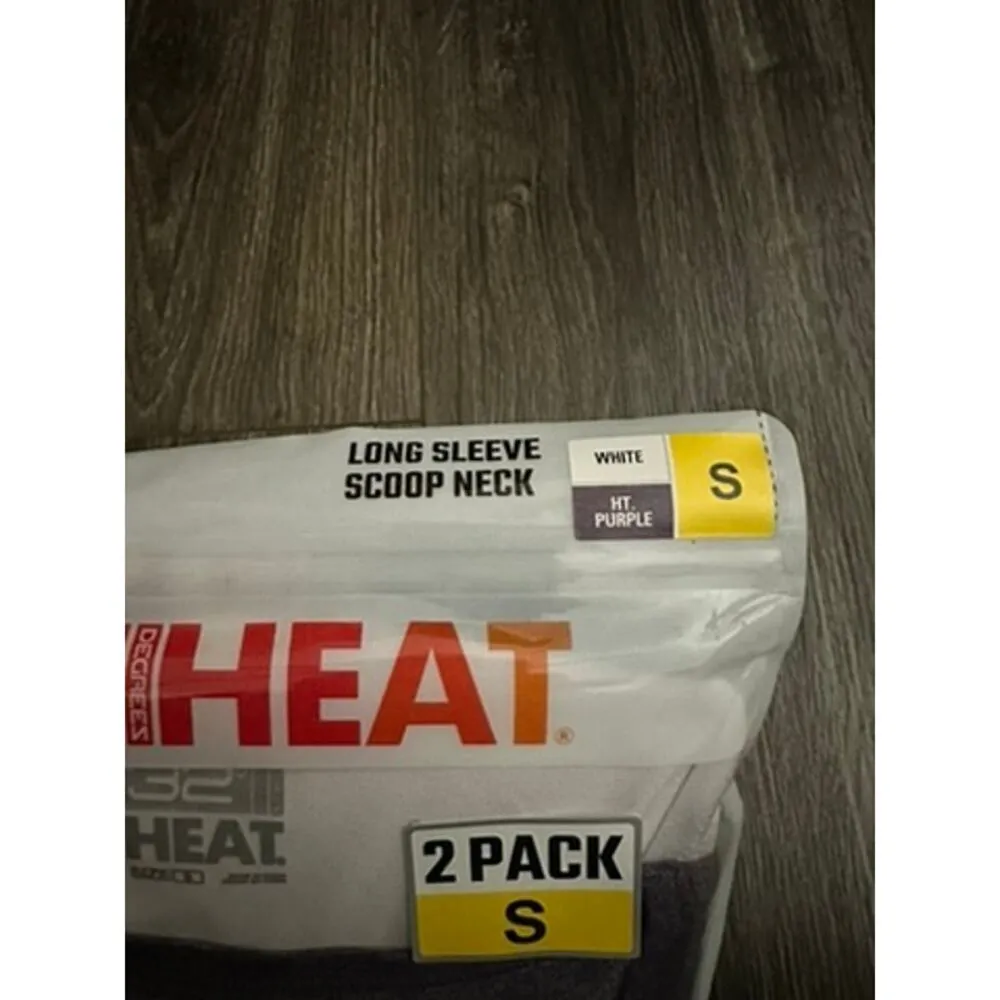 LONG SLEEVE
SCOOP NECK
WHITE
HT.
PURPLE
S
DEGREES
HEAT®
32
HEAT.
2 PACK
S